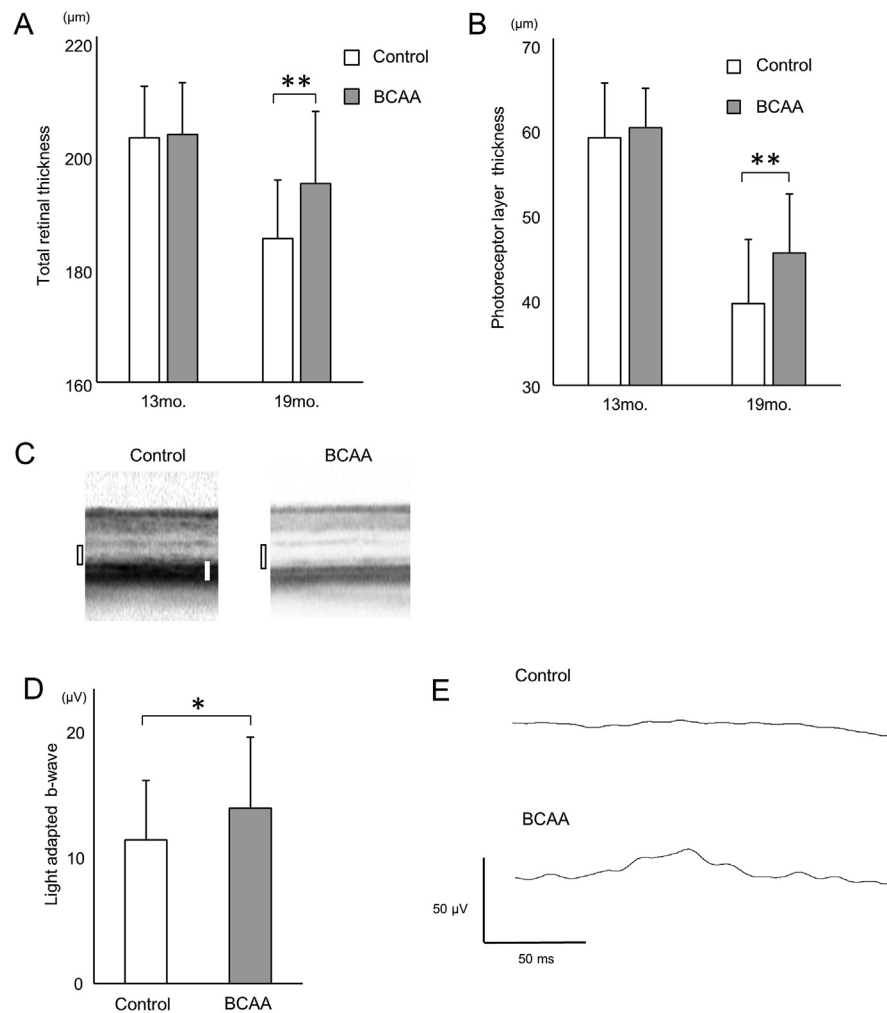 A
(µm)
220
200
180
160
Total retinal thickness
Control
BCAA
**
13mo.
19mo.
B
(µm)
70
60
50
40
30
Photoreceptor layer thickness
Control
BCAA
**
13mo.
19mo.
C
Control
BCAA
D
(µV)
20
10
0
Light adapted b-wave
*
Control
BCAA
E
Control
BCAA
50 µV
50 ms